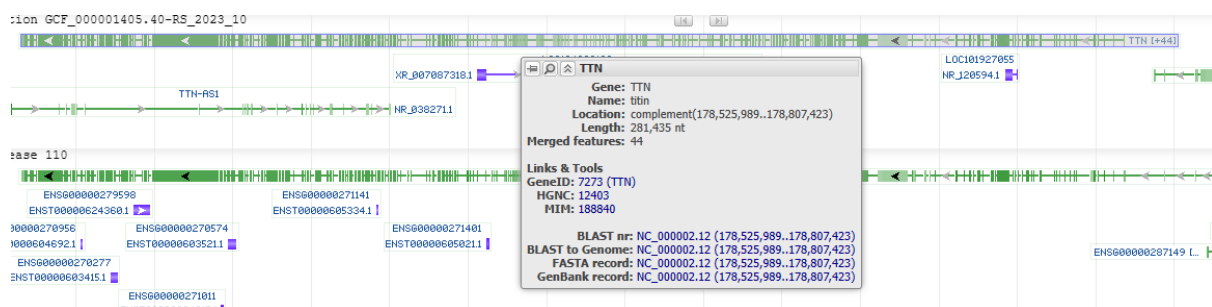 tion GCF_000001405.40-RS_2023_10
TTN [+44]
XR_007087318.1
LOC101927055
NR_120594.1
TTN-AS1
NR_038271.1
TTN
Gene: TTN
Name: titin
Location: complement(178,525,989..178,807,423)
Length: 281,435 nt
Merged features: 44
Links & Tools
GeneID: 7273 (TTN)
HGNC: 12403
MIM: 188840
BLAST nr: NC_000002.12 (178,525,989..178,807,423)
BLAST to Genome: NC_000002.12 (178,525,989..178,807,423)
FASTA record: NC_000002.12 (178,525,989..178,807,423)
GenBank record: NC_000002.12 (178,525,989..178,807,423)
ease 110
ENSG00000279598
ENST00000624360.1
ENSG00000271141
ENST00000605334.1
00000270956
0000604692.1
ENSG00000270574
ENST00000603521.1
ENSG00000271401
ENST00000605021.1
ENSG00000287149 [...
ENSG00000270277
ENST00000603415.1
ENSG00000271011